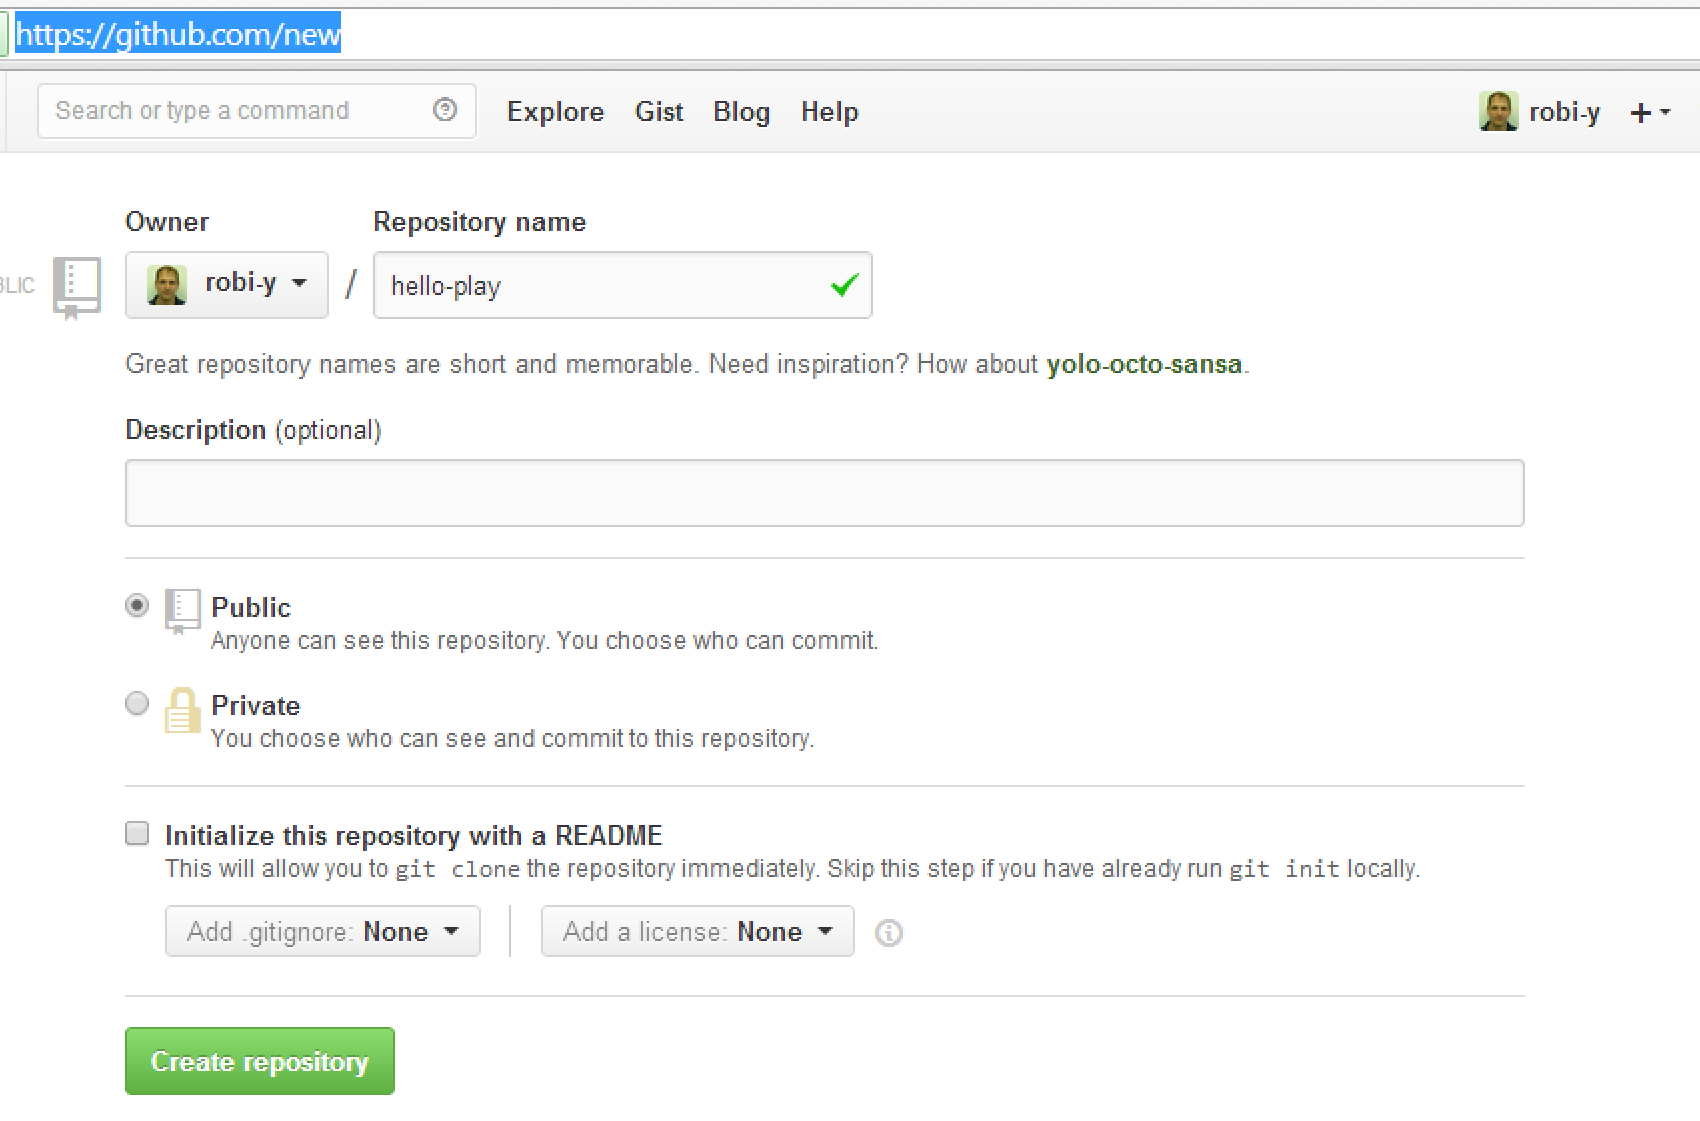 https://github.com/new
Search or type a command Explore Gist Blog Help robi-y
Owner Repository name
robi-y / hello-play
Great repository names are short and memorable. Need inspiration? How about yolo-octo-sansa.
Description (optional)
Public
Anyone can see this repository. You choose who can commit.
Private
You choose who can see and commit to this repository.
Initialize this repository with a README
This will allow you to git clone the repository immediately. Skip this step if you have already run git init locally.
Add .gitignore: None Add a license: None
Create repository